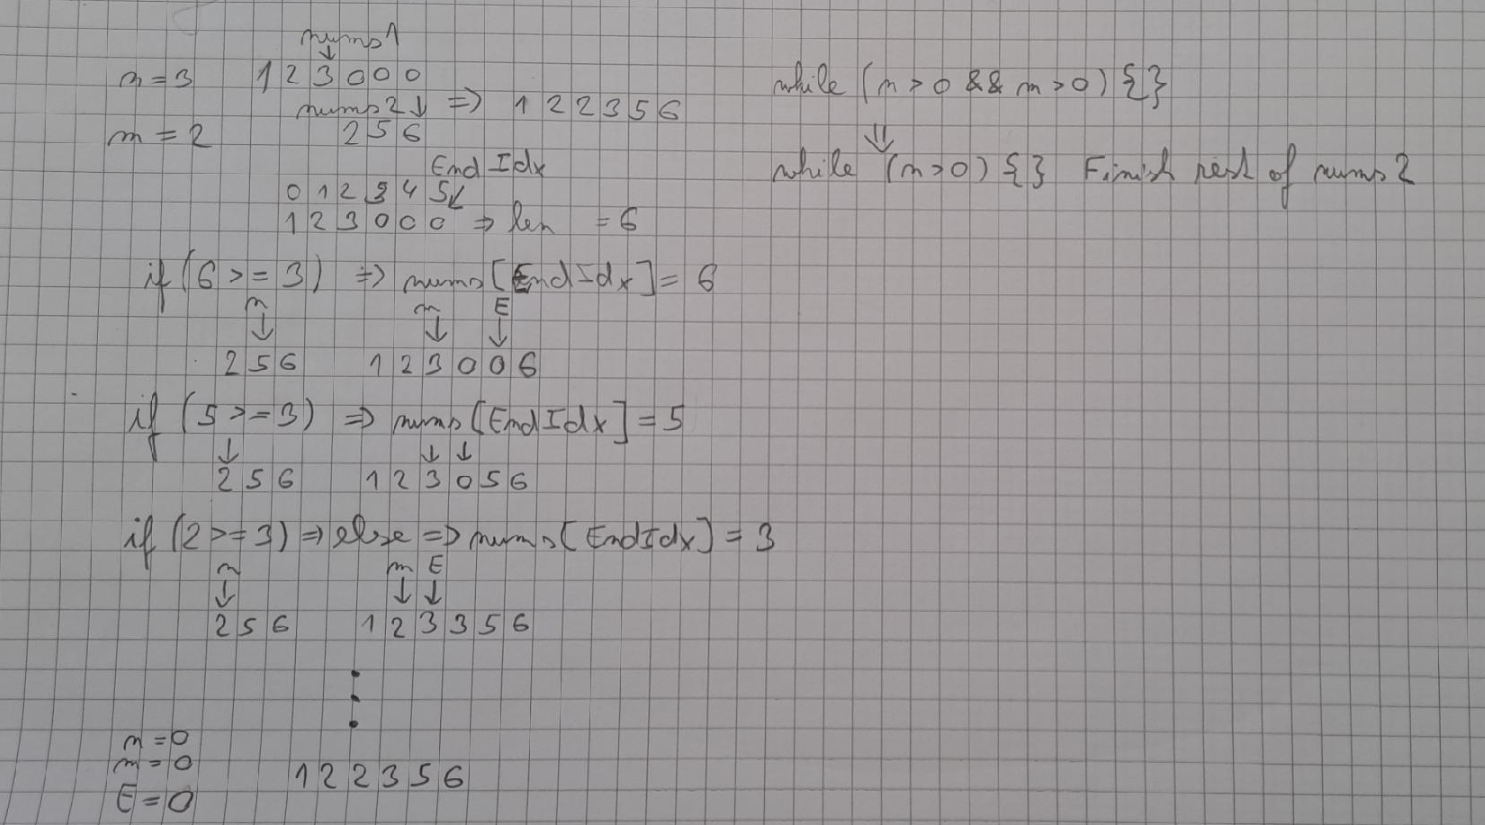 nums1
n = 3 1 2 3 0 0 0
nums2 ↓ => 1 2 2 3 5 6
m = 2 2 5 6
EndIdx
0 1 2 3 4 5
1 2 3 0 0 0 => len = 6
if (6 >= 3) => nums[EndIdx] = 6
n m E
2 5 6 1 2 3 0 0 6
if (5 >= 3) => nums[EndIdx] = 5
2 5 6 1 2 3 0 5 6
if (2 >= 3) => else => nums[EndIdx] = 3
n m E
2 5 6 1 2 3 3 5 6
n = 0
m = 0
E = 0
1 2 2 3 5 6
while (n > 0 && m > 0) {}
while (n > 0) {} Finish rest of nums2